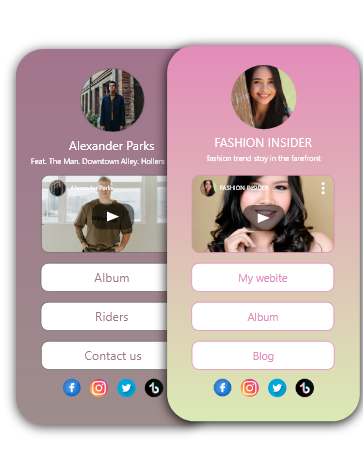 Alexander Parks
Feat. The Man. Downtown Alley. Hollers
Alexander Parks
Album
Riders
Contact us
FASHION INSIDER
fashion trend stoy in the farefront
FASHION INSIDER
My webite
Album
Blog